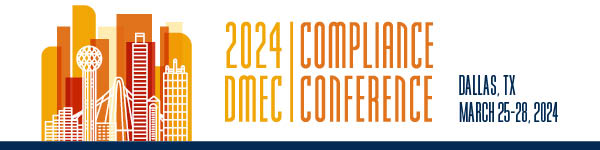 2024 COMPLIANCE
DMEC CONFERENCE
DALLAS, TX
MARCH 25-28, 2024